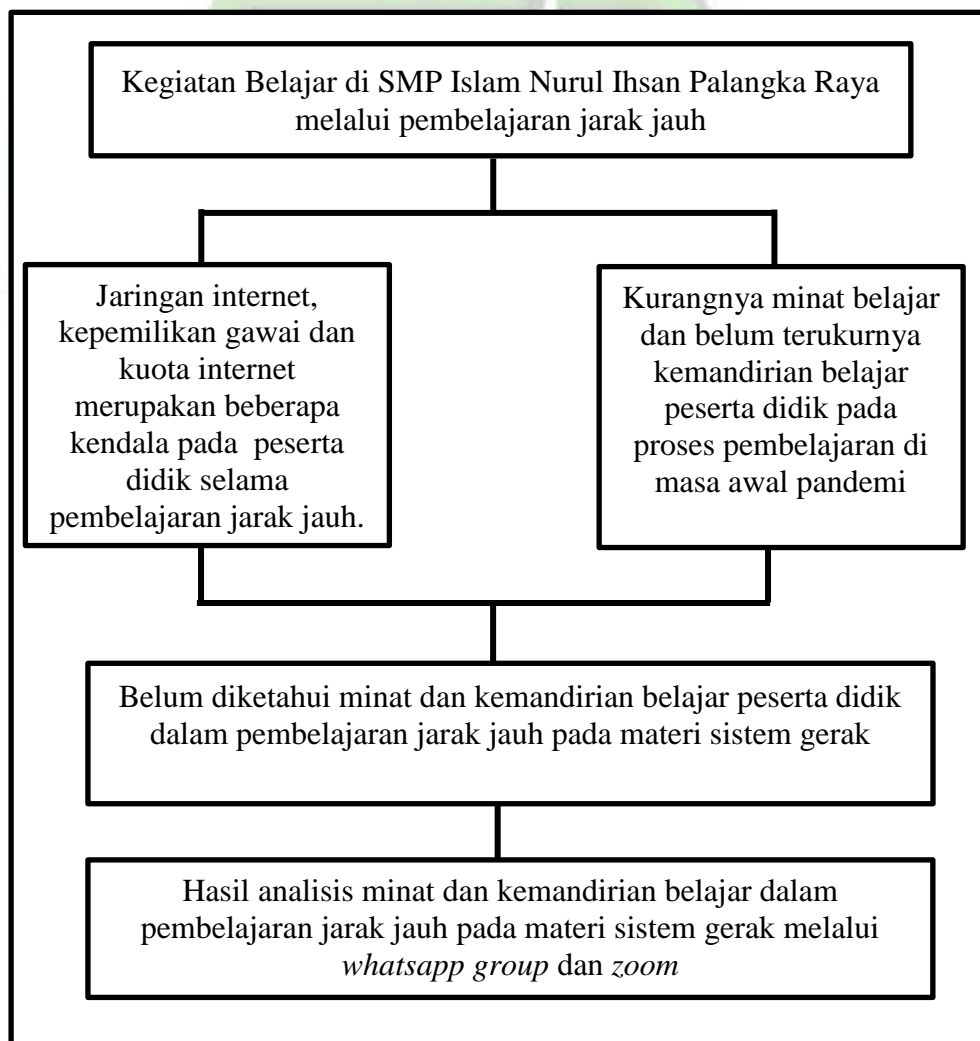 Kegiatan Belajar di SMP Islam Nurul Ihsan Palangka Raya
melalui pembelajaran jarak jauh
Jaringan internet,
kepemilikan gawai dan
kuota internet
merupakan beberapa
kendala pada peserta
didik selama
pembelajaran jarak jauh.
Kurangnya minat belajar
dan belum terukurnya
kemandirian belajar
peserta didik pada
proses pembelajaran di
masa awal pandemi
Belum diketahui minat dan kemandirian belajar peserta didik
dalam pembelajaran jarak jauh pada materi sistem gerak
Hasil analisis minat dan kemandirian belajar dalam
pembelajaran jarak jauh pada materi sistem gerak melalui
whatsapp group dan zoom